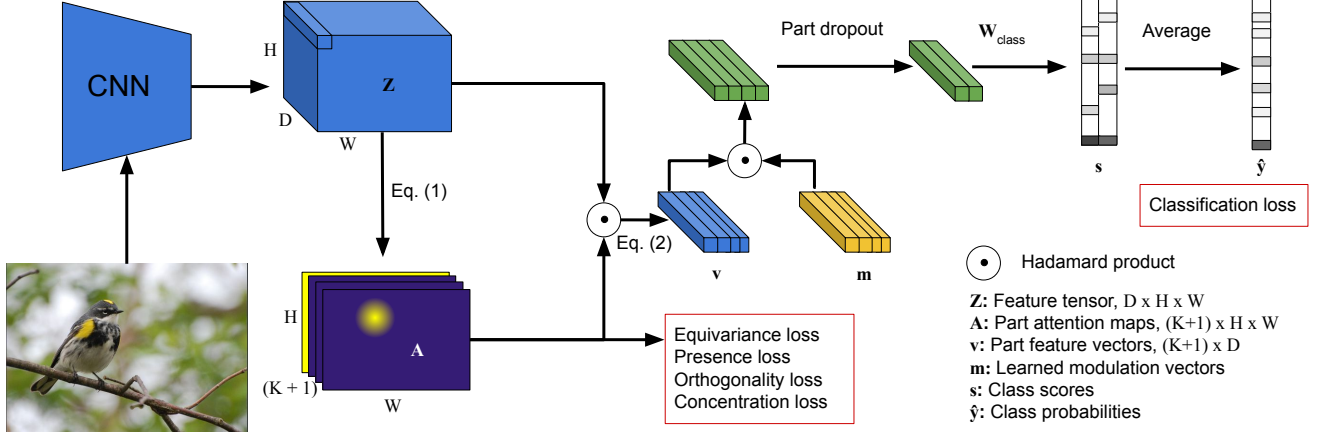 CNN
H
D
W
Z
Eq. (1)
H
(K + 1)
W
A
Eq. (2)
v
m
Part dropout
W_class
Average
s
ŷ
Classification loss
Equivariance loss
Presence loss
Orthogonality loss
Concentration loss
Hadamard product
Z: Feature tensor, D x H x W
A: Part attention maps, (K+1) x H x W
v: Part feature vectors, (K+1) x D
m: Learned modulation vectors
s: Class scores
ŷ: Class probabilities